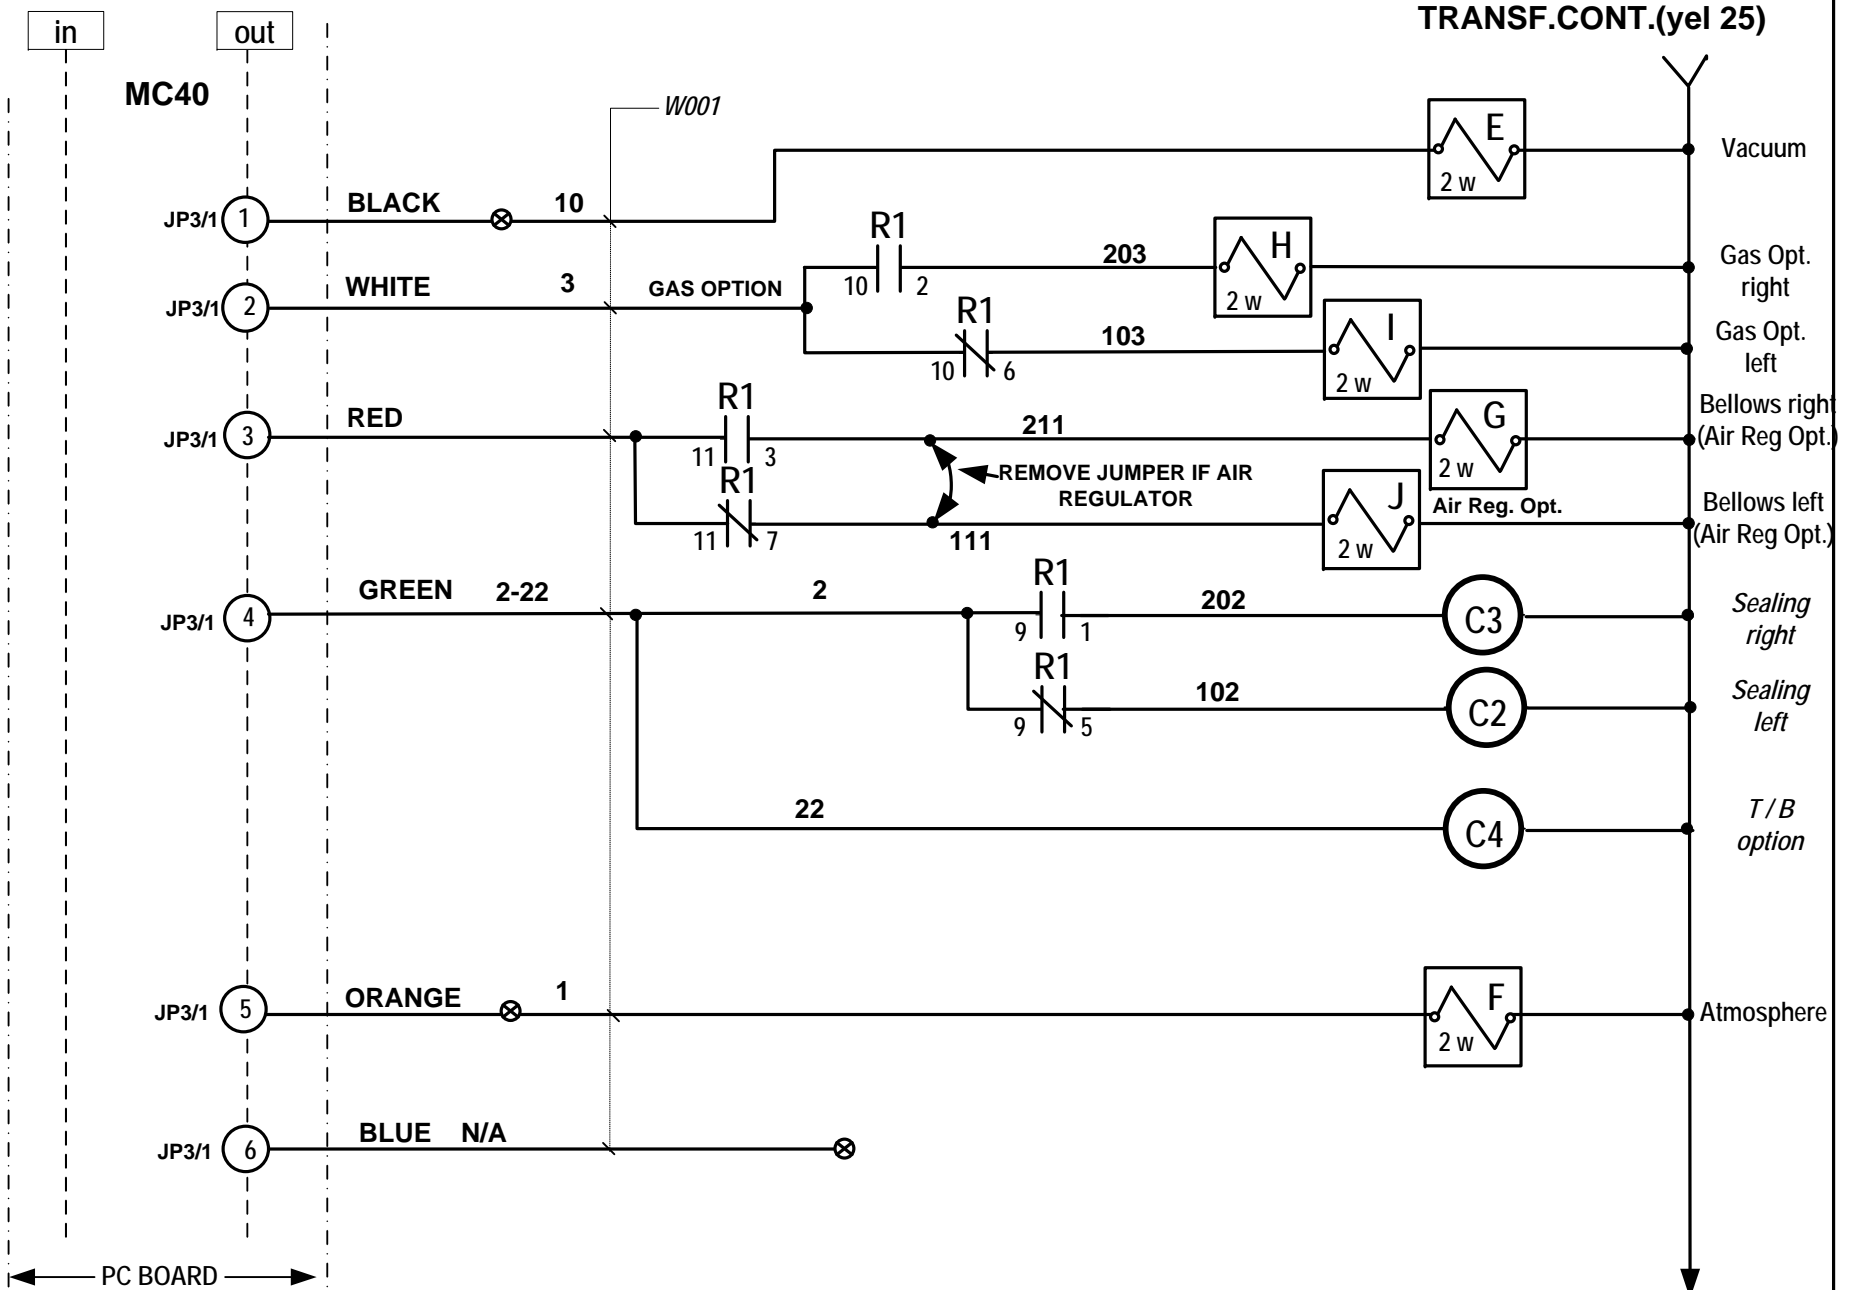 TRANSF.CONT.(yel 25)
in
out
MC40
W001
E
2 w
Vacuum
JP3/1
1
BLACK
10
R1
10
2
203
H
2 w
Gas Opt.
right
JP3/1
2
WHITE
3
GAS OPTION
R1
10
6
103
I
2 w
Gas Opt.
left
JP3/1
3
RED
R1
11
3
211
G
2 w
Bellows right
(Air Reg Opt.)
REMOVE JUMPER IF AIR
REGULATOR
R1
11
7
111
J
2 w
Air Reg. Opt.
Bellows left
(Air Reg Opt.)
JP3/1
4
GREEN
2-22
2
R1
9
1
202
C3
Sealing
right
R1
9
5
102
C2
Sealing
left
22
C4
T / B
option
JP3/1
5
ORANGE
1
F
2 w
Atmosphere
JP3/1
6
BLUE
N/A
PC BOARD